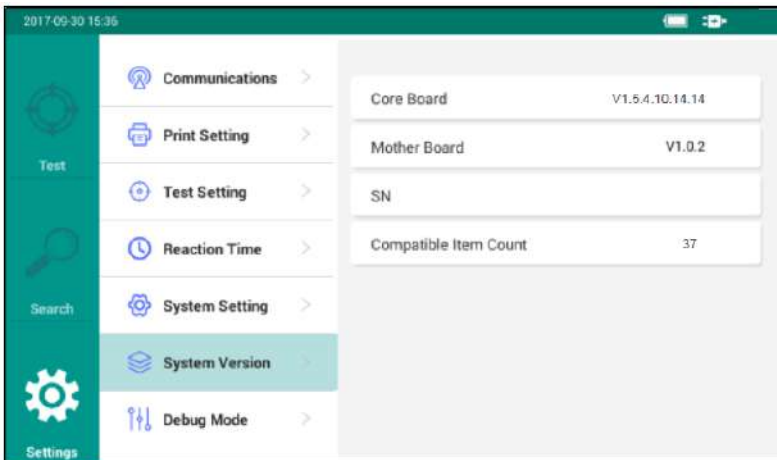 2017-09-30 15:36
Test
Search
Settings
Communications
Print Setting
Test Setting
Reaction Time
System Setting
System Version
Debug Mode
Core Board V1.5.4.10.14.14
Mother Board V1.0.2
SN
Compatible Item Count 37